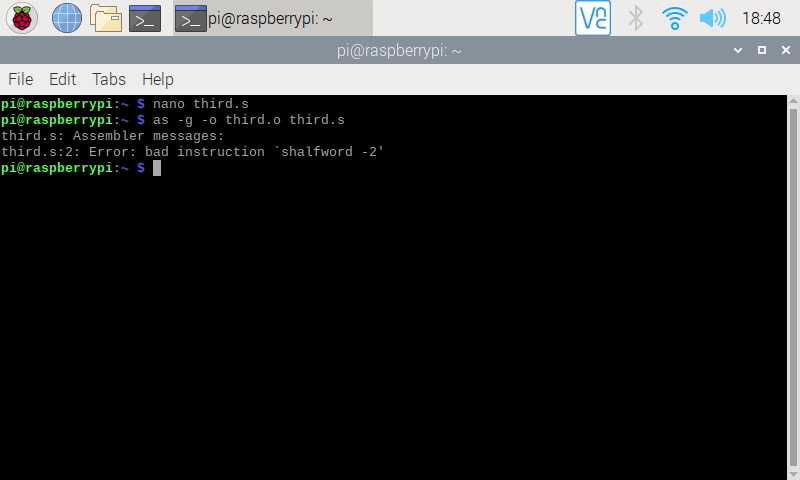 pi@raspberrypi: ~
18:48
pi@raspberrypi: ~
File Edit Tabs Help
pi@raspberrypi:~ $ nano third.s
pi@raspberrypi:~ $ as -g -o third.o third.s
third.s: Assembler messages:
third.s:2: Error: bad instruction `shalfword -2'
pi@raspberrypi:~ $